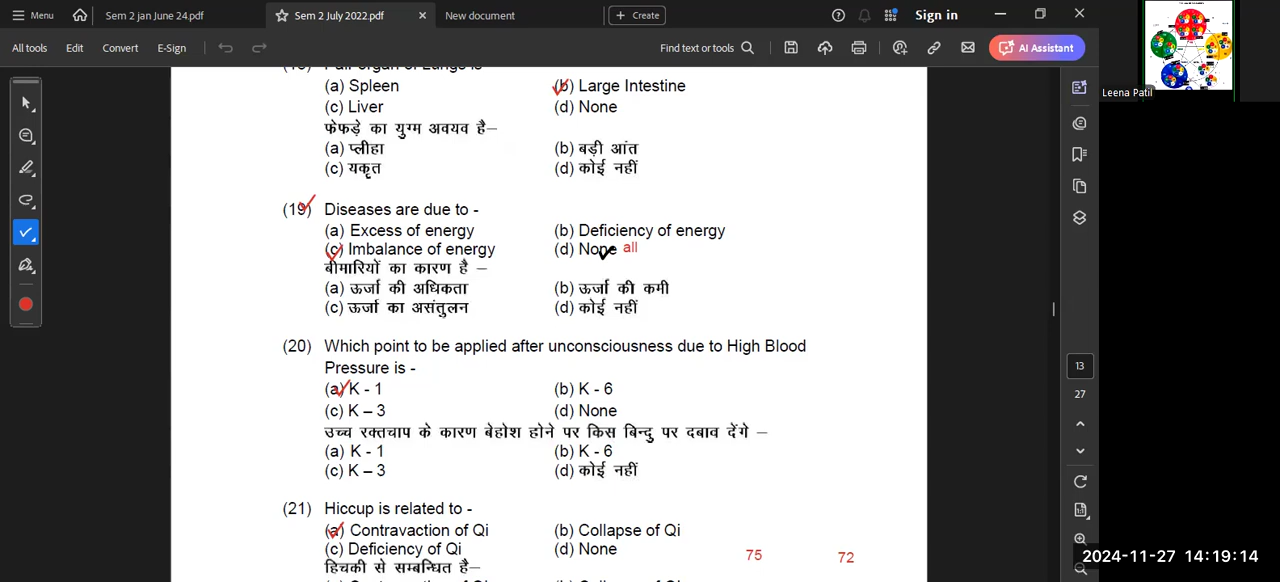 Menu Sem 2 jan June 24.pdf Sem 2 July 2022.pdf New document Create Sign in
All tools Edit Convert E-Sign Find text or tools AI Assistant
Leena Patil
(a) Spleen (b) Large Intestine
(c) Liver (d) None
फेफड़े का युग्म अवयव है–
(a) प्लीहा (b) बड़ी आंत
(c) यकृत (d) कोई नहीं
(19) Diseases are due to -
(a) Excess of energy (b) Deficiency of energy
(c) Imbalance of energy (d) None all
बीमारियों का कारण है –
(a) ऊर्जा की अधिकता (b) ऊर्जा की कमी
(c) ऊर्जा का असंतुलन (d) कोई नहीं
(20) Which point to be applied after unconsciousness due to High Blood
Pressure is -
(a) K - 1 (b) K - 6
(c) K – 3 (d) None
उच्च रक्तचाप के कारण बेहोश होने पर किस बिन्दु पर दबाव देंगे –
(a) K - 1 (b) K - 6
(c) K – 3 (d) कोई नहीं
(21) Hiccup is related to -
(a) Contravaction of Qi (b) Collapse of Qi
(c) Deficiency of Qi (d) None 75 72
हिचकी से सम्बन्धित है–
13
27
2024-11-27 14:19:14